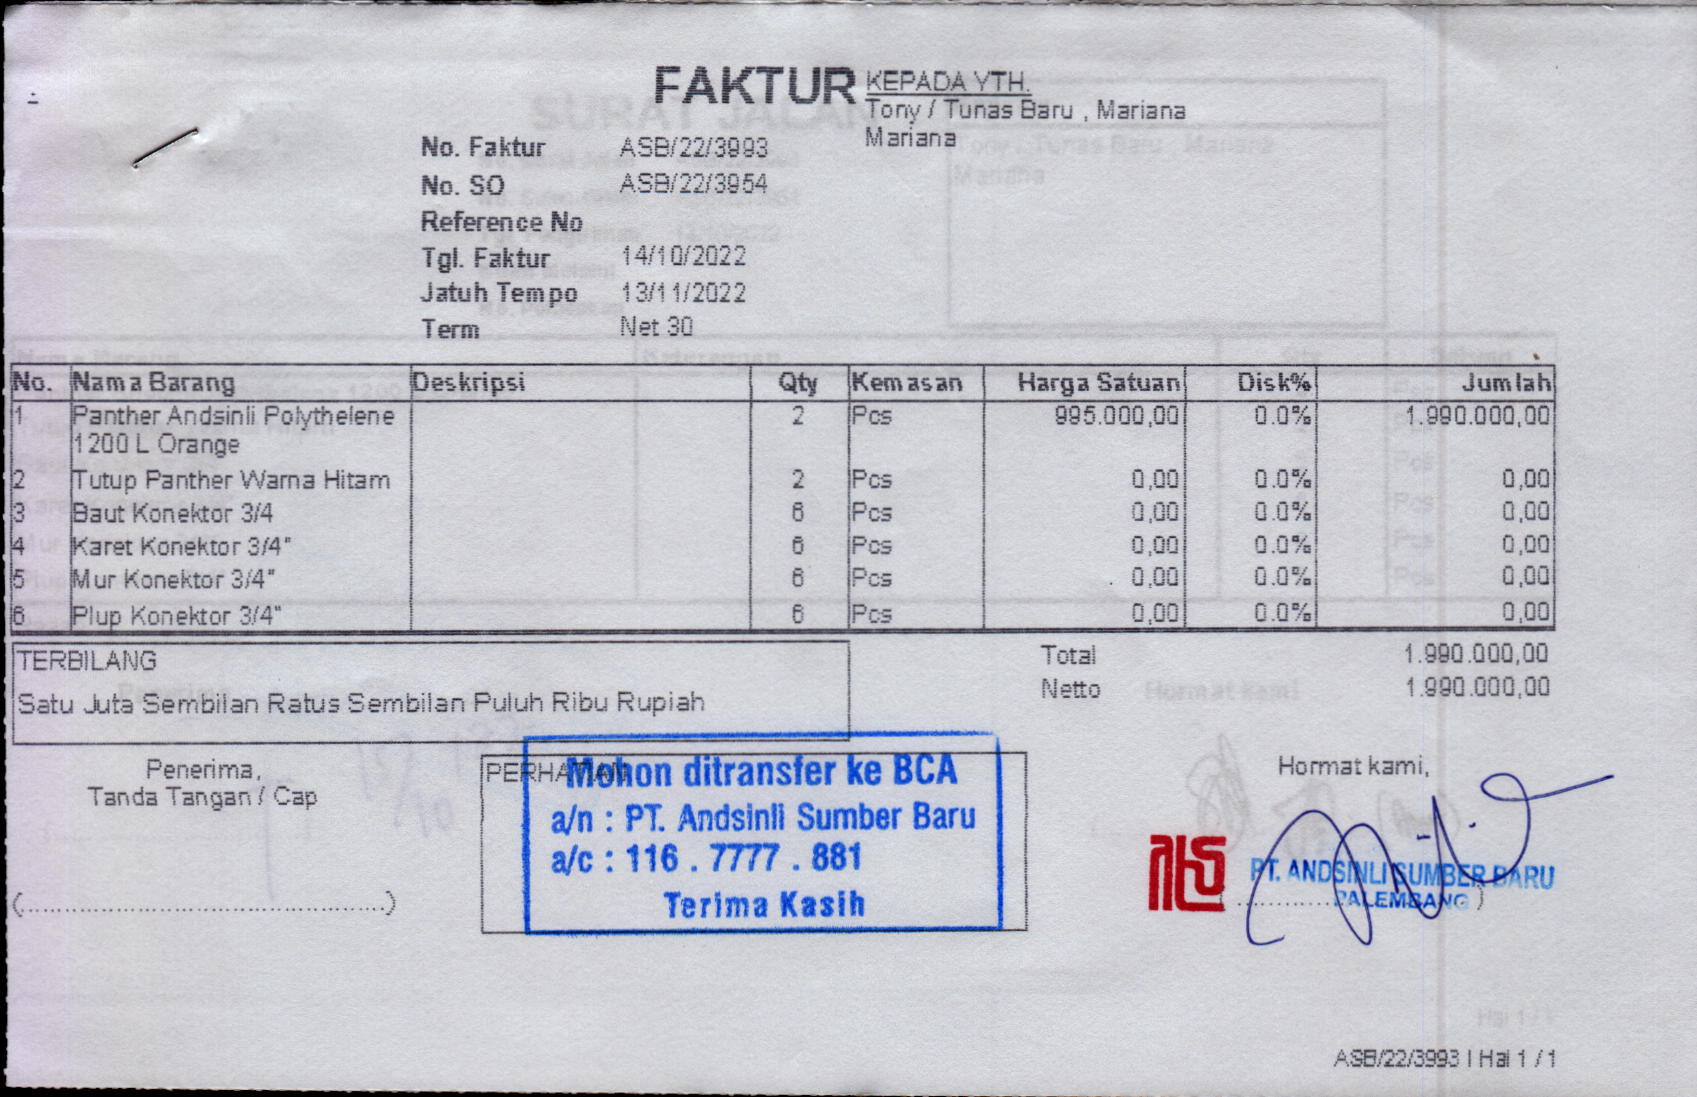 FAKTUR
KEPADA YTH.
Tony / Tunas Baru , Mariana
Mariana
No. Faktur ASB/22/3993
No. SO ASB/22/3954
Reference No
Tgl. Faktur 14/10/2022
Jatuh Tempo 13/11/2022
Term Net 30
No. Nama Barang Deskripsi Qty Kemasan Harga Satuan Disk% Jumlah
1 Panther Andsinli Polythelene 2 Pcs 995.000,00 0.0% 1.990.000,00
1200 L Orange
2 Tutup Panther Warna Hitam 2 Pcs 0,00 0.0% 0,00
3 Baut Konektor 3/4 6 Pcs 0,00 0.0% 0,00
4 Karet Konektor 3/4" 6 Pcs 0,00 0.0% 0,00
5 Mur Konektor 3/4" 6 Pcs 0,00 0.0% 0,00
6 Plup Konektor 3/4" 6 Pcs 0,00 0.0% 0,00
TERBILANG
Satu Juta Sembilan Ratus Sembilan Puluh Ribu Rupiah
Total 1.990.000,00
Netto 1.990.000,00
Penerima,
Tanda Tangan / Cap
PERHATIAN
Mohon ditransfer ke BCA
a/n : PT. Andsinli Sumber Baru
a/c : 116 . 7777 . 881
Terima Kasih
Hormat kami,
PT. ANDSINLI SUMBER BARU
PALEMBANG
ASB/22/3993 | Hal 1 / 1